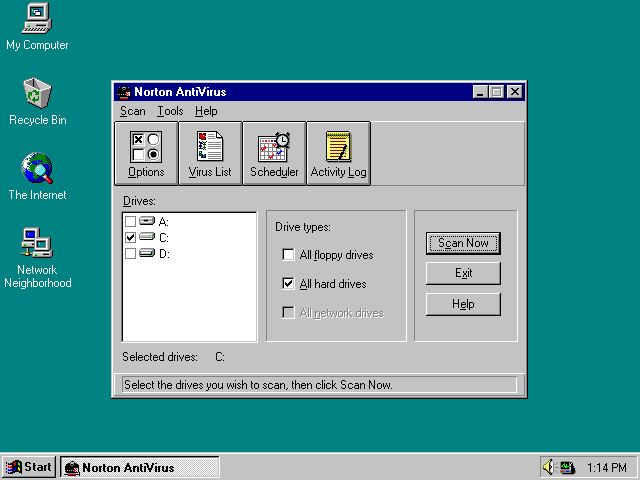 My Computer
Recycle Bin
The Internet
Network
Neighborhood
Norton AntiVirus
Scan Tools Help
Options Virus List Scheduler Activity Log
Drives:
A:
C:
D:
Drive types:
All floppy drives
All hard drives
All network drives
Scan Now
Exit
Help
Selected drives: C:
Select the drives you wish to scan, then click Scan Now.
Start Norton AntiVirus 1:14 PM